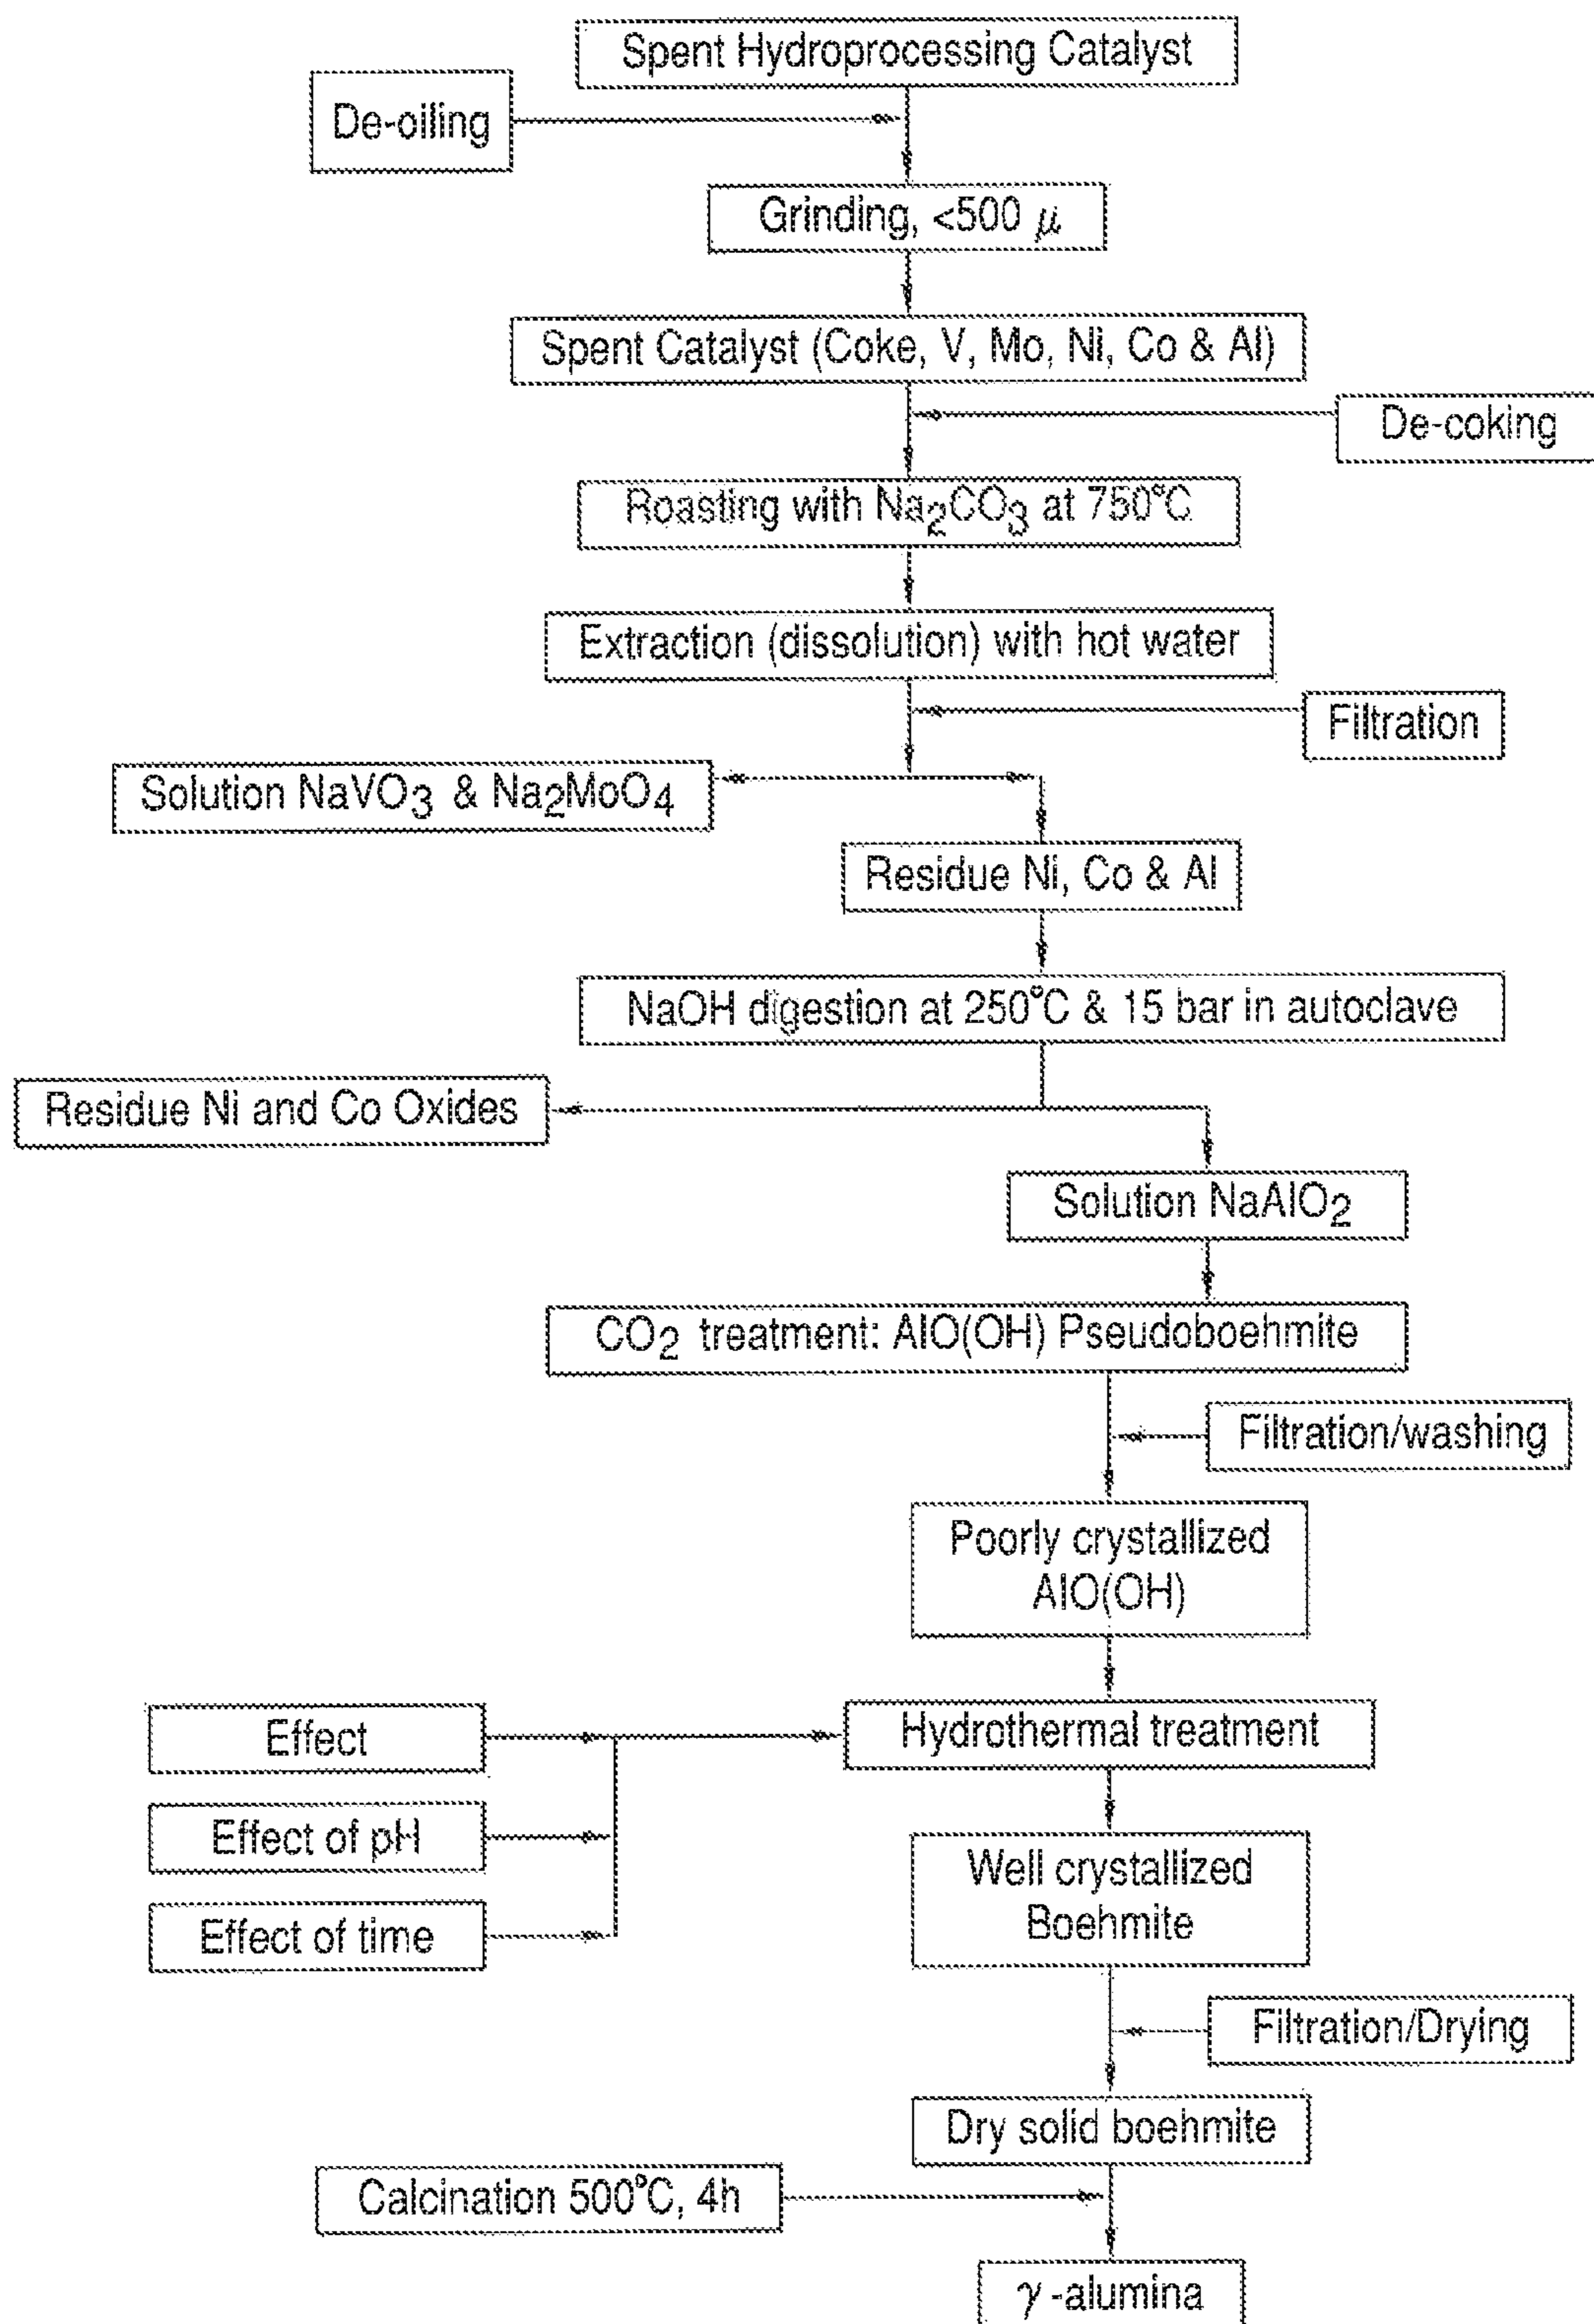 Spent Hydroprocessing Catalyst
De-oiling
Grinding, <500 μ
Spent Catalyst (Coke, V, Mo, Ni, Co & Al)
De-coking
Roasting with Na₂CO₃ at 750°C
Extraction (dissolution) with hot water
Filtration
Solution NaVO₃ & Na₂MoO₄
Residue Ni, Co & Al
NaOH digestion at 250°C & 15 bar in autoclave
Residue Ni and Co Oxides
Solution NaAlO₂
CO₂ treatment: AlO(OH) Pseudoboehmite
Filtration/washing
Poorly crystallized
AlO(OH)
Effect
Hydrothermal treatment
Effect of pH
Well crystallized
Boehmite
Effect of time
Filtration/Drying
Dry solid boehmite
Calcination 500°C, 4h
γ-alumina